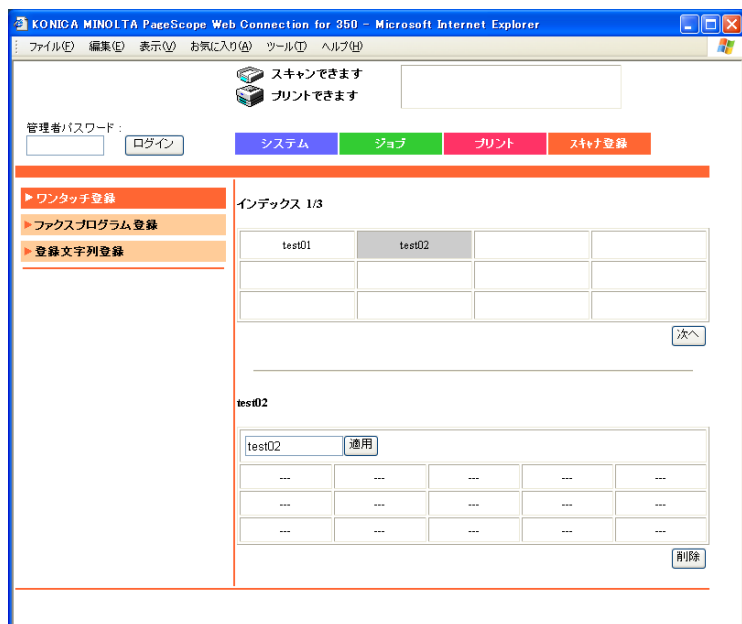 KONICA MINOLTA PageScope Web Connection for 350 - Microsoft Internet Explorer
ファイル(F) 編集(E) 表示(V) お気に入り(A) ツール(T) ヘルプ(H)
スキャンできます
プリントできます
管理者パスワード:
ログイン
システム ジョブ プリント スキャナ登録
ワンタッチ登録
ファクスプログラム登録
登録文字列登録
インデックス 1/3
test01 test02
次へ
test02
test02 適用
--- --- --- --- ---
--- --- --- --- ---
--- --- --- --- ---
削除